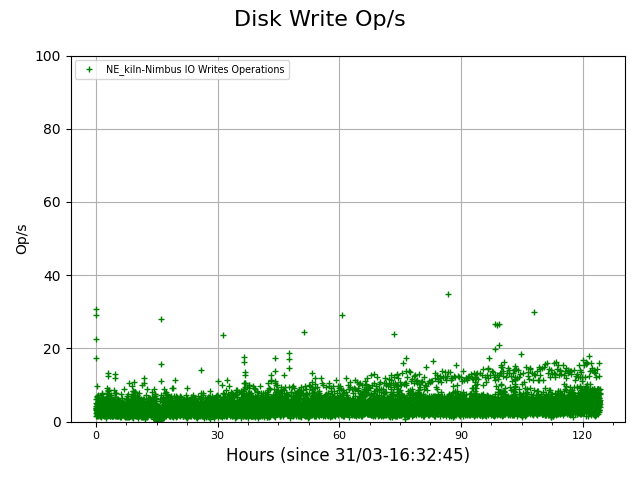 Disk Write Op/s
NE_kiln-Nimbus IO Writes Operations
100
80
60
40
20
0
Op/s
0 30 60 90 120
Hours (since 31/03-16:32:45)